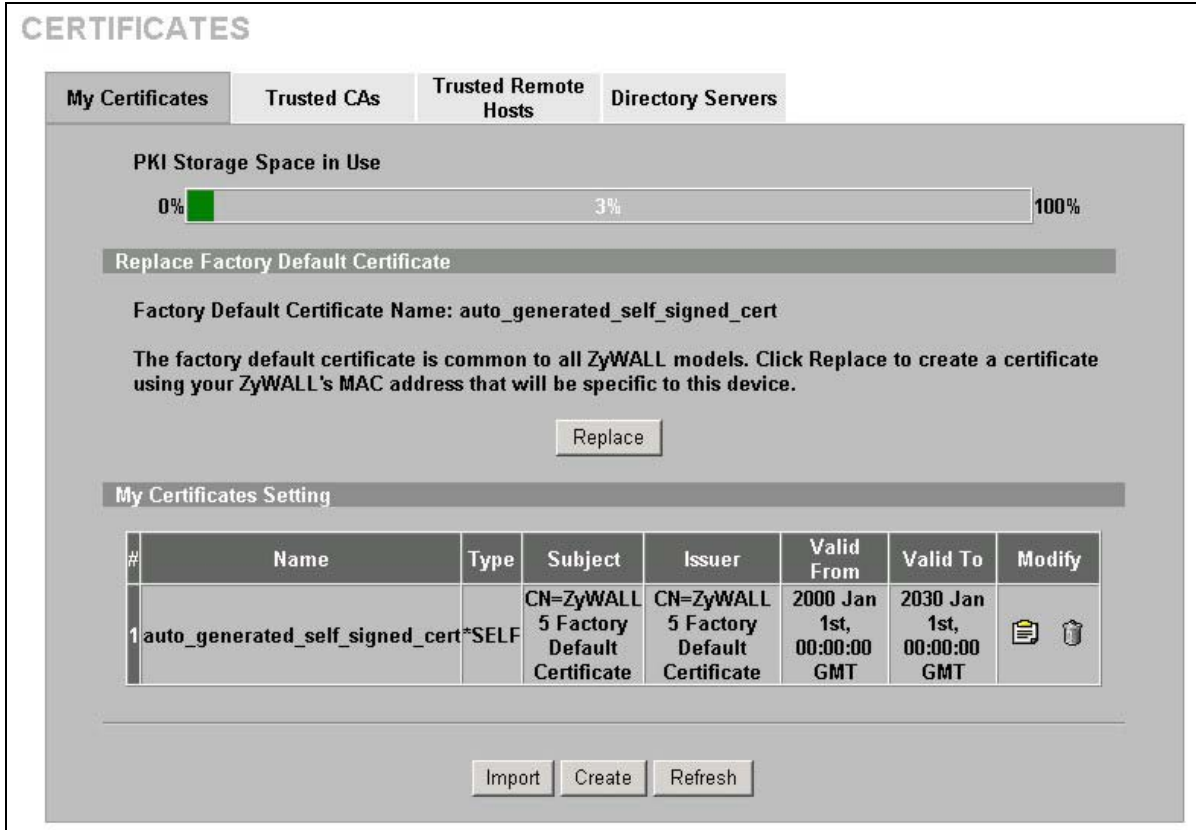 CERTIFICATES
My Certificates
Trusted CAs
Trusted Remote
Hosts
Directory Servers
PKI Storage Space in Use
0%
3%
100%
Replace Factory Default Certificate
Factory Default Certificate Name: auto_generated_self_signed_cert
The factory default certificate is common to all ZyWALL models. Click Replace to create a certificate
using your ZyWALL's MAC address that will be specific to this device.
Replace
My Certificates Setting
# Name Type Subject Issuer Valid From Valid To Modify
1 auto_generated_self_signed_cert *SELF CN=ZyWALL 5 Factory Default Certificate CN=ZyWALL 5 Factory Default Certificate 2000 Jan 1st, 00:00:00 GMT 2030 Jan 1st, 00:00:00 GMT
Import Create Refresh